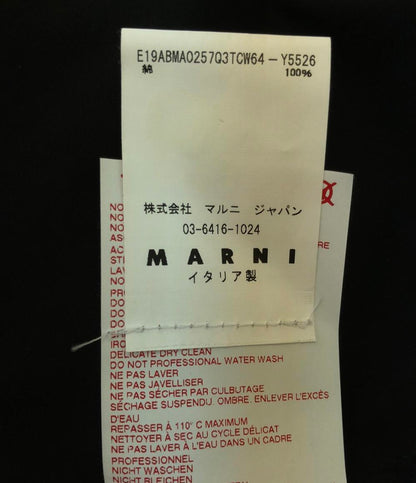 E19ABMA0257Q3TCW64-Y5526
綿 100%
株式会社 マルニ ジャパン
03-6416-1024
MARNI
イタリア製
DELICATE DRY CLEAN
DO NOT PROFESSIONAL WATER WASH
NE PAS LAVER
NE PAS JAVELLISER
NE PAS SÉCHER PAR CULBUTAGE
SÉCHAGE SUSPENDU. OMBRE. ENLEVER L'EXCÈS
D'EAU
REPASSER À 110°C MAXIMUM
NETTOYER À SEC AU CYCLE DÉLICAT
NE PAS LAVER À L'EAU DANS UN CADRE
PROFESSIONNEL
NICHT WASCHEN
NICHT BLEICHEN